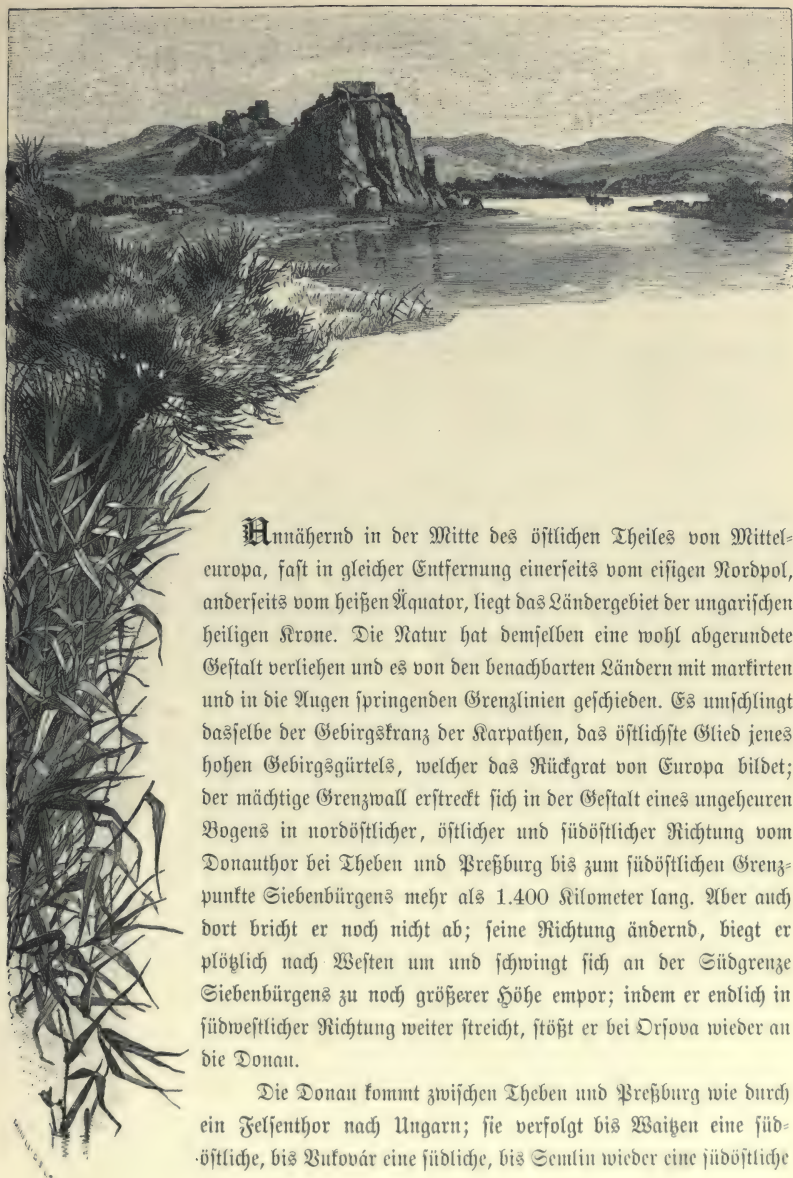 Annähernd in der Mitte des östlichen Theiles von Mittel-
europa, fast in gleicher Entfernung einerseits vom eisigen Nordpol,
anderseits vom heißen Äquator, liegt das Ländergebiet der ungarischen
heiligen Krone. Die Natur hat demselben eine wohl abgerundete
Gestalt verliehen und es von den benachbarten Ländern mit markirten
und in die Augen springenden Grenzlinien geschieden. Es umschlingt
dasselbe der Gebirgskranz der Karpathen, das östlichste Glied jenes
hohen Gebirgsgürtels, welcher das Rückgrat von Europa bildet;
der mächtige Grenzwall erstreckt sich in der Gestalt eines ungeheuren
Bogens in nordöstlicher, östlicher und südöstlicher Richtung vom
Donauthor bei Theben und Preßburg bis zum südöstlichen Grenz-
punkte Siebenbürgens mehr als 1.400 Kilometer lang. Aber auch
dort bricht er noch nicht ab; seine Richtung ändernd, biegt er
plötzlich nach Westen um und schwingt sich an der Südgrenze
Siebenbürgens zu noch größerer Höhe empor; indem er endlich in
südwestlicher Richtung weiter streicht, stößt er bei Orsova wieder an
die Donau.
Die Donau kommt zwischen Theben und Preßburg wie durch
ein Felsenthor nach Ungarn; sie verfolgt bis Waitzen eine süd-
östliche, bis Vukovár eine südliche, bis Semlin wieder eine südöstliche